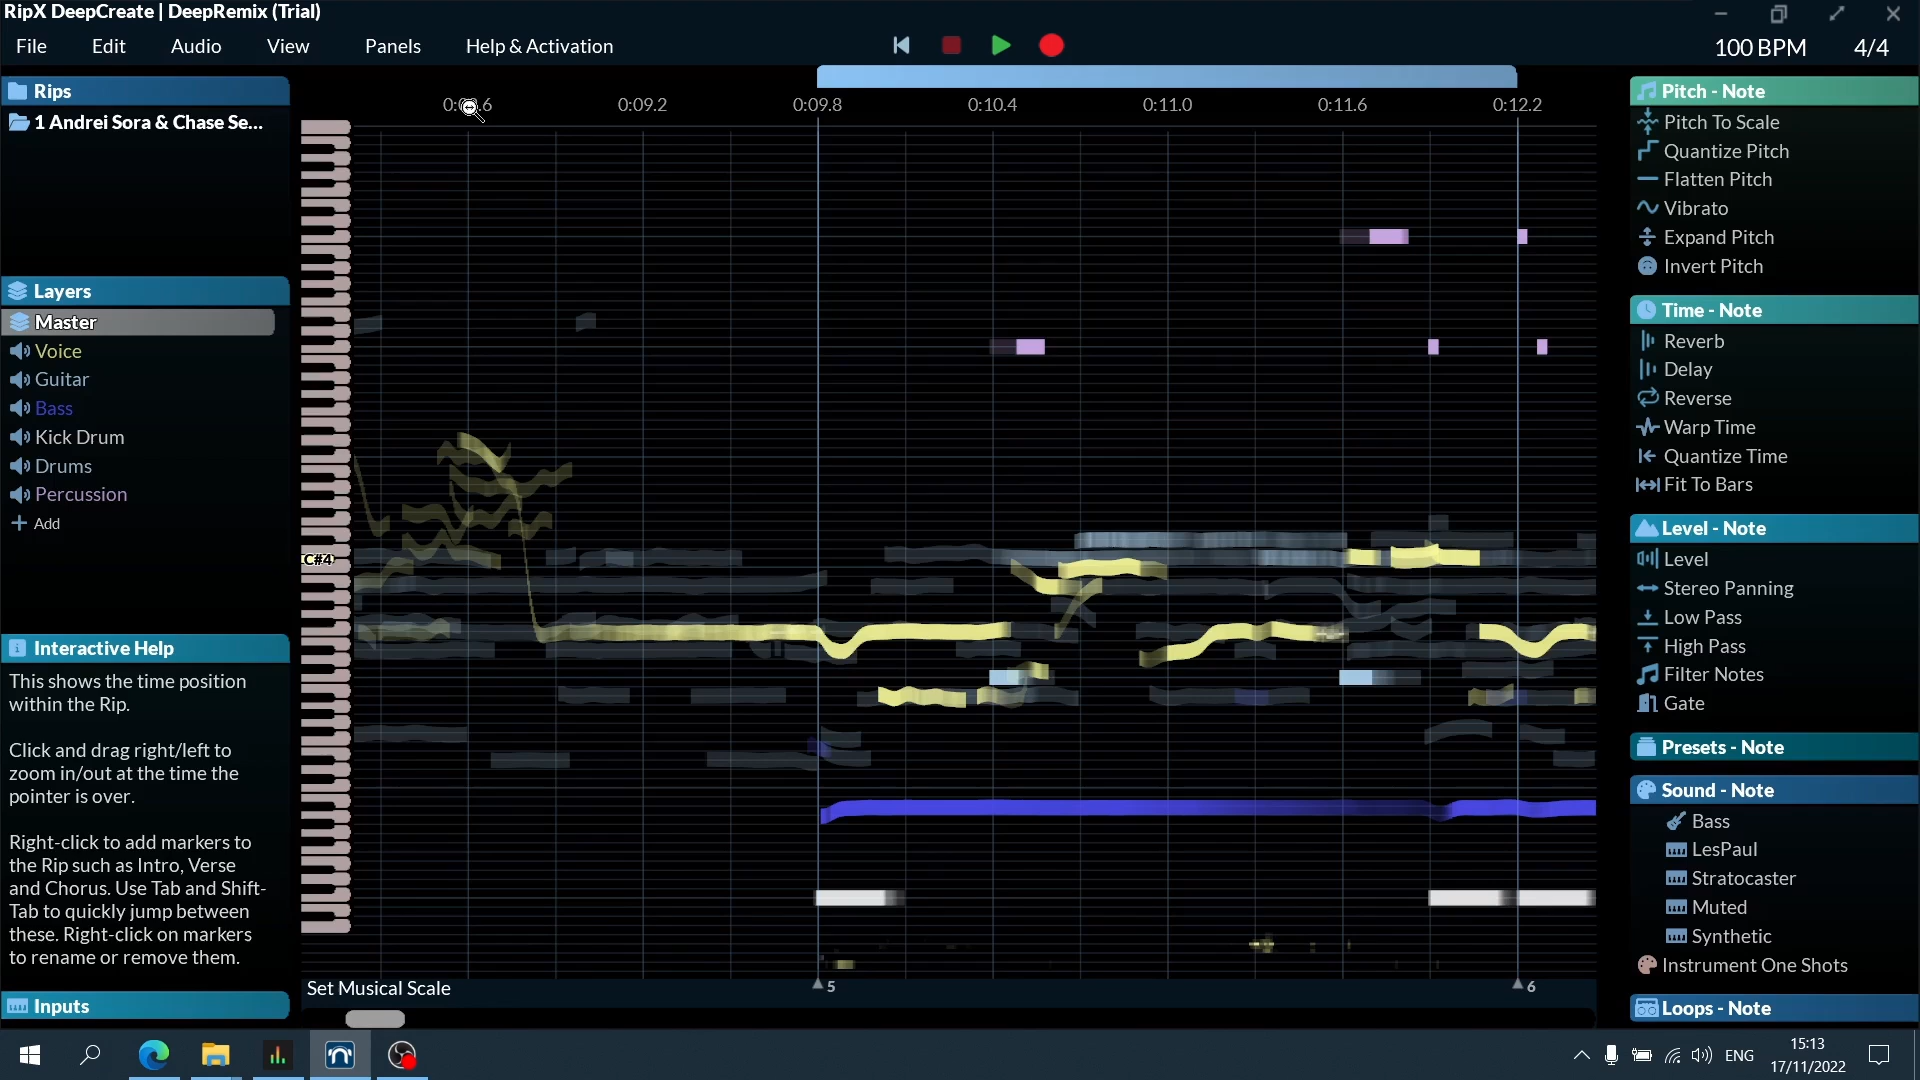 RipX DeepCreate | DeepRemix (Trial)
File Edit Audio View Panels Help & Activation
100 BPM 4/4
Rips
1 Andrei Sora & Chase Se...
Layers
Master
Voice
Guitar
Bass
Kick Drum
Drums
Percussion
Add
Interactive Help
This shows the time position
within the Rip.
Click and drag right/left to
zoom in/out at the time the
pointer is over.
Right-click to add markers to
the Rip such as Intro, Verse
and Chorus. Use Tab and Shift-
Tab to quickly jump between
these. Right-click on markers
to rename or remove them.
Inputs
0:09.2 0:09.8 0:10.4 0:11.0 0:11.6 0:12.2
C#4
5 6
Set Musical Scale
Pitch - Note
Pitch To Scale
Quantize Pitch
Flatten Pitch
Vibrato
Expand Pitch
Invert Pitch
Time - Note
Reverb
Delay
Reverse
Warp Time
Quantize Time
Fit To Bars
Level - Note
Level
Stereo Panning
Low Pass
High Pass
Filter Notes
Gate
Presets - Note
Sound - Note
Bass
LesPaul
Stratocaster
Muted
Synthetic
Instrument One Shots
Loops - Note
ENG
15:13
17/11/2022